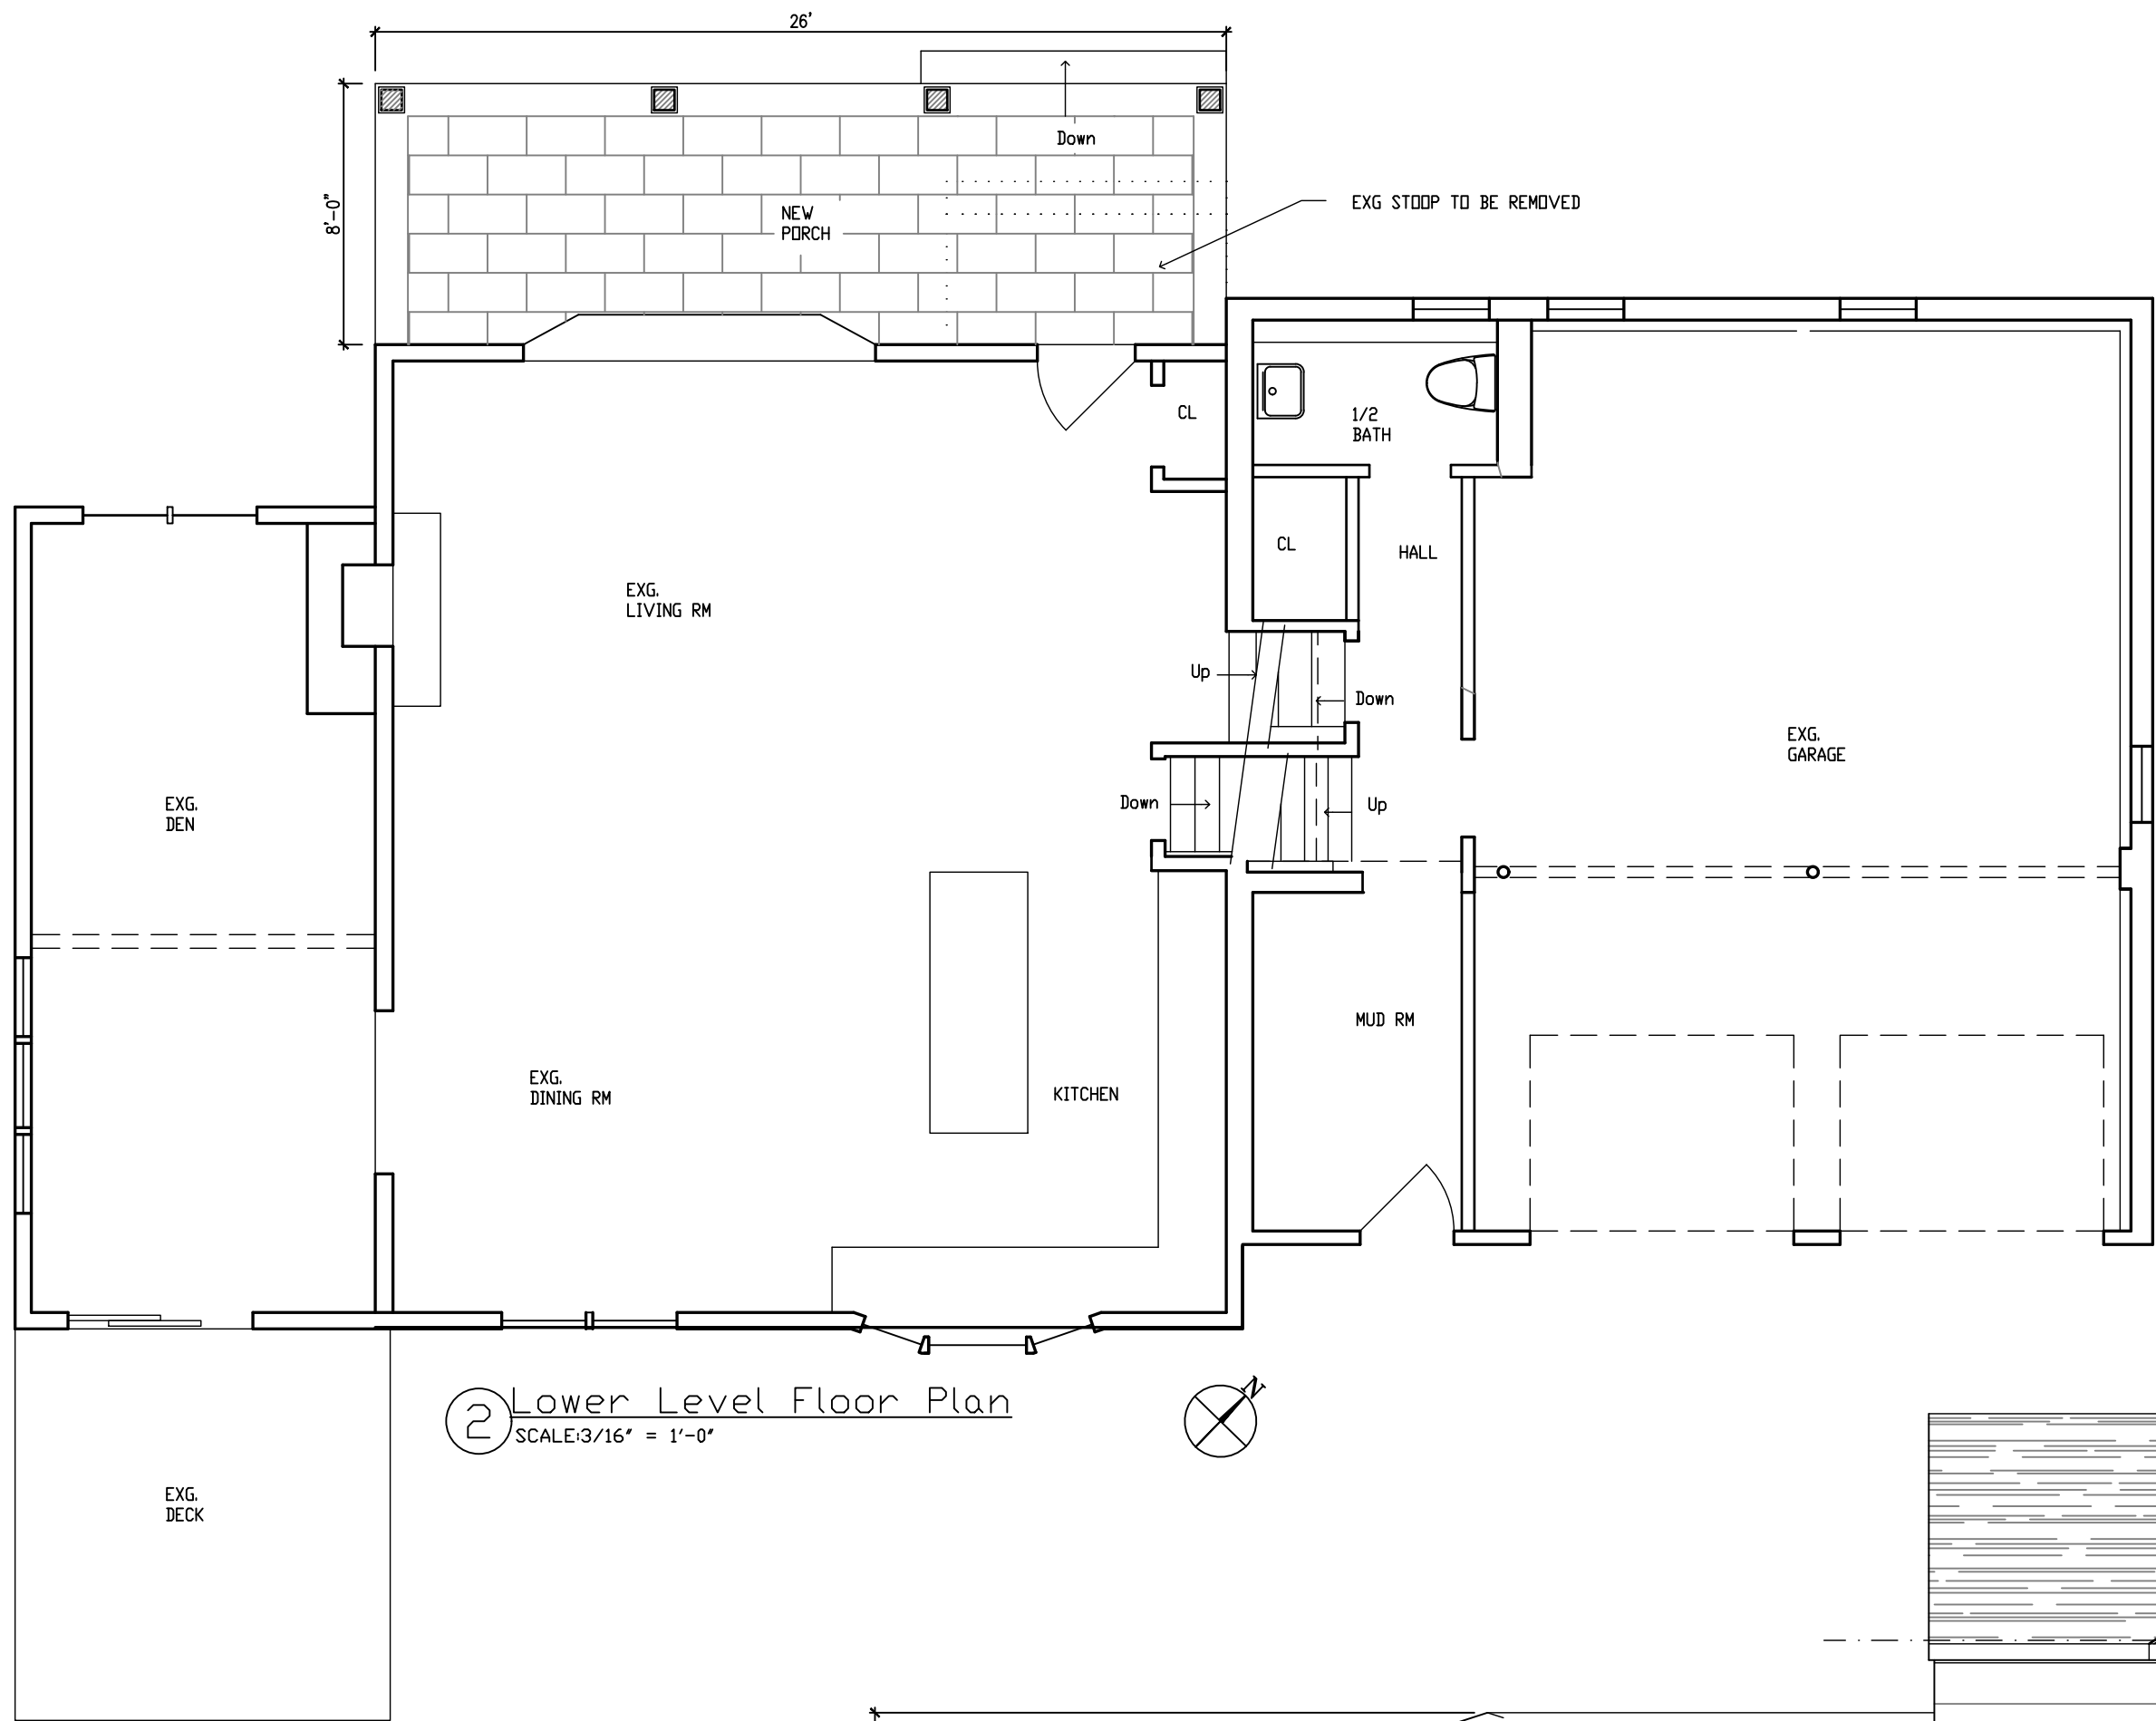 26'
8'-0"
Down
NEW
PORCH
EXG STOOP TO BE REMOVED
CL
1/2
BATH
CL
HALL
EXG.
LIVING RM
Up
Down
EXG.
GARAGE
EXG.
DEN
Down
Up
MUD RM
EXG.
DINING RM
KITCHEN
2
Lower Level Floor Plan
SCALE:3/16" = 1'-0"
N
EXG.
DECK